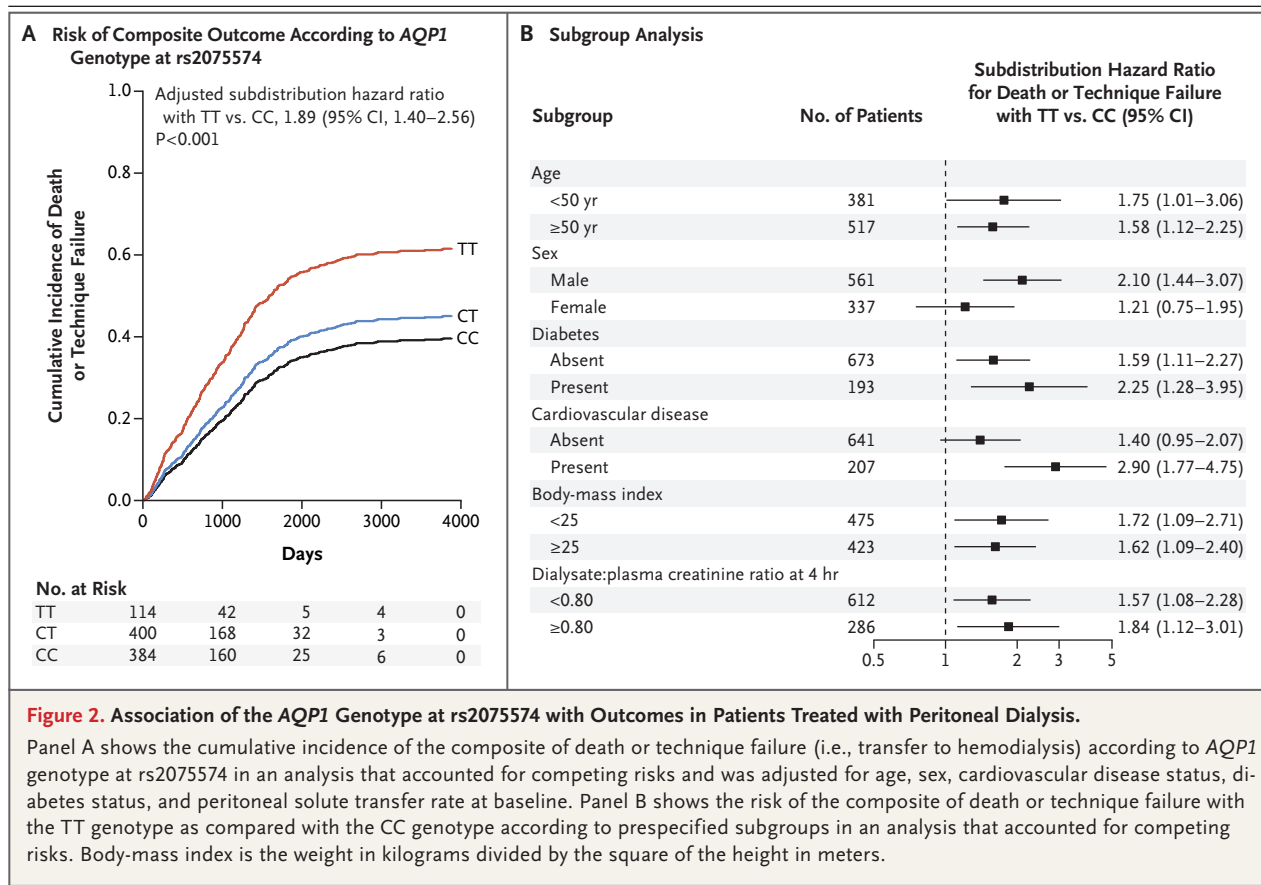 A Risk of Composite Outcome According to AQP1
Genotype at rs2075574
1.0
0.8
0.6
0.4
0.2
0.0
Cumulative Incidence of Death
or Technique Failure
Adjusted subdistribution hazard ratio
with TT vs. CC, 1.89 (95% CI, 1.40–2.56)
P<0.001
TT
CT
CC
0 1000 2000 3000 4000
Days
No. at Risk
TT 114 42 5 4 0
CT 400 168 32 3 0
CC 384 160 25 6 0
B Subgroup Analysis
Subgroup
No. of Patients
Subdistribution Hazard Ratio
for Death or Technique Failure
with TT vs. CC (95% CI)
Age
<50 yr 381 1.75 (1.01–3.06)
≥50 yr 517 1.58 (1.12–2.25)
Sex
Male 561 2.10 (1.44–3.07)
Female 337 1.21 (0.75–1.95)
Diabetes
Absent 673 1.59 (1.11–2.27)
Present 193 2.25 (1.28–3.95)
Cardiovascular disease
Absent 641 1.40 (0.95–2.07)
Present 207 2.90 (1.77–4.75)
Body-mass index
<25 475 1.72 (1.09–2.71)
≥25 423 1.62 (1.09–2.40)
Dialysate:plasma creatinine ratio at 4 hr
<0.80 612 1.57 (1.08–2.28)
≥0.80 286 1.84 (1.12–3.01)
0.5 1 2 3 5
Figure 2. Association of the AQP1 Genotype at rs2075574 with Outcomes in Patients Treated with Peritoneal Dialysis.
Panel A shows the cumulative incidence of the composite of death or technique failure (i.e., transfer to hemodialysis) according to AQP1
genotype at rs2075574 in an analysis that accounted for competing risks and was adjusted for age, sex, cardiovascular disease status, di-
abetes status, and peritoneal solute transfer rate at baseline. Panel B shows the risk of the composite of death or technique failure with
the TT genotype as compared with the CC genotype according to prespecified subgroups in an analysis that accounted for competing
risks. Body-mass index is the weight in kilograms divided by the square of the height in meters.